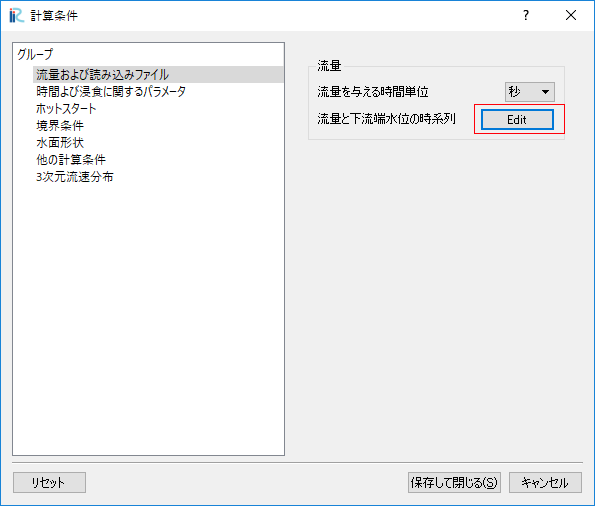 計算条件
グループ
流量および読み込みファイル
時間よび浸食に関するパラメータ
ホットスタート
境界条件
水面形状
他の計算条件
3次元流速分布
流量
流量を与える時間単位 秒
流量と下流端水位の時系列 Edit
リセット 保存して閉じる(S) キャンセル